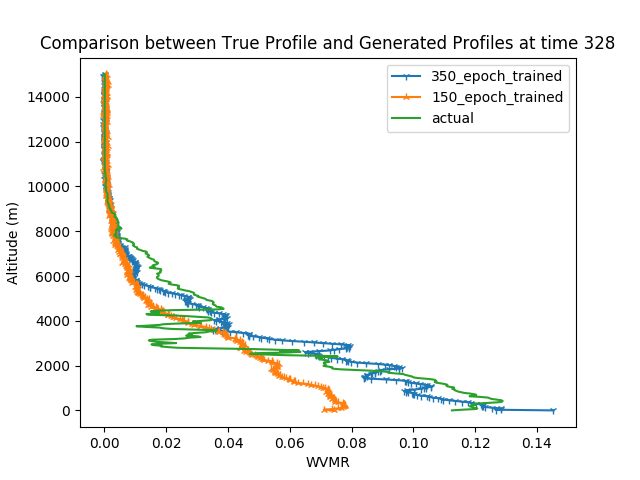 Comparison between True Profile and Generated Profiles at time 328
350_epoch_trained
150_epoch_trained
actual
Altitude (m)
14000
12000
10000
8000
6000
4000
2000
0
0.00 0.02 0.04 0.06 0.08 0.10 0.12 0.14
WVMR